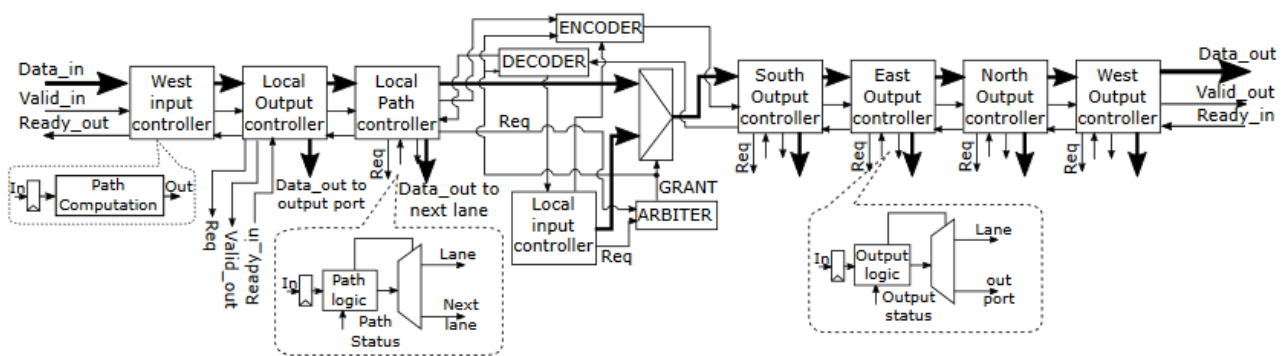 Data_in
Valid_in
Ready_out
West
input
controller
Local
Output
controller
Local
Path
controller
ENCODER
DECODER
South
Output
controller
East
Output
controller
North
Output
controller
West
Output
controller
Data_out
Valid_out
Ready_in
Req
Req
Req
Req
Req
Req
In
Path
Computation
Out
Data_out to
output port
Data_out to
next lane
GRANT
Local
input
controller
ARBITER
Req
Req
Valid_out
Ready_in
In
Path
logic
Lane
Next
lane
Path
Status
In
Output
logic
Lane
out
port
Output
status